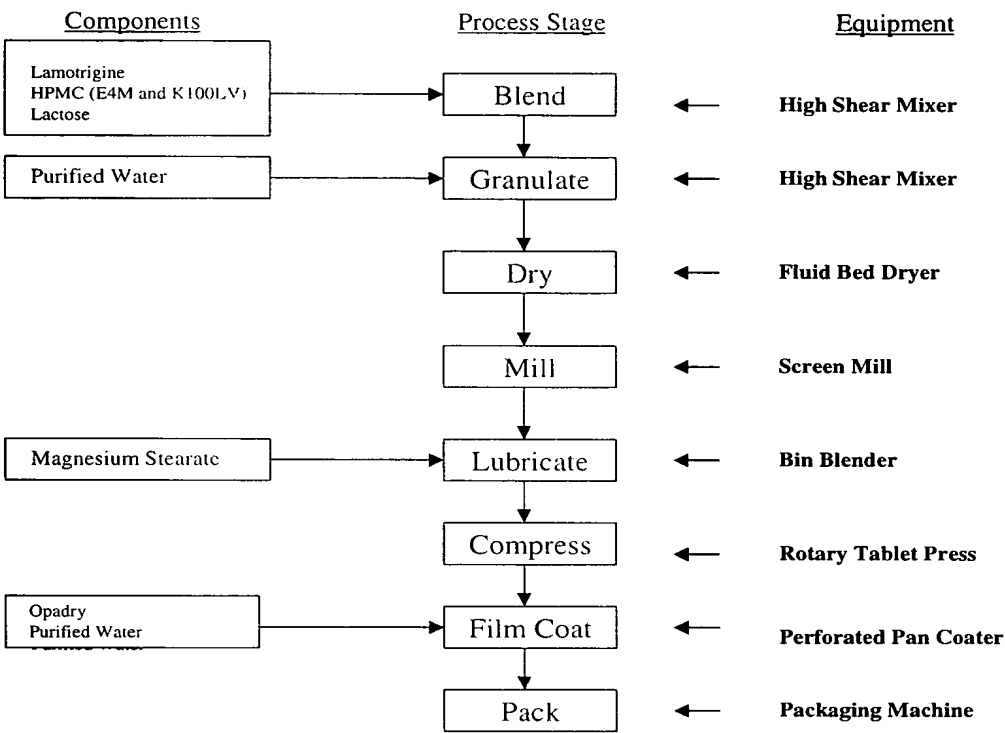 Components
Process Stage
Equipment
Lamotrigine
HPMC (E4M and K100LV)
Lactose
Blend
High Shear Mixer
Purified Water
Granulate
High Shear Mixer
Dry
Fluid Bed Dryer
Mill
Screen Mill
Magnesium Stearate
Lubricate
Bin Blender
Compress
Rotary Tablet Press
Opadry
Purified Water
Film Coat
Perforated Pan Coater
Pack
Packaging Machine